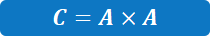 C = A × A